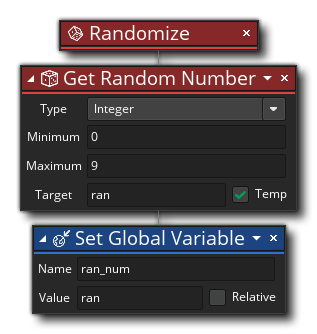 Randomize
Get Random Number
Type Integer
Minimum 0
Maximum 9
Target ran Temp
Set Global Variable
Name ran_num
Value ran Relative